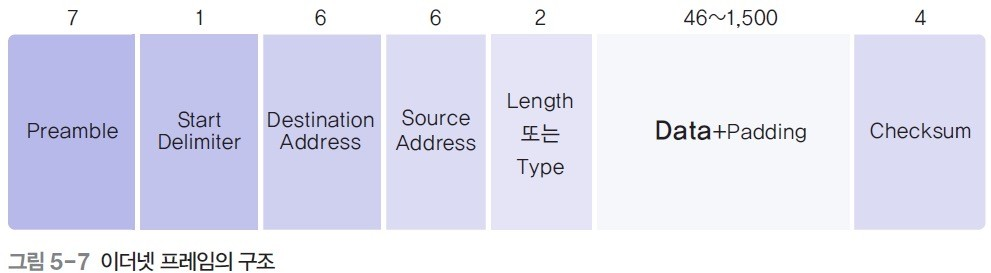 7 1 6 6 2 46~1,500 4
Preamble
Start
Delimiter
Destination
Address
Source
Address
Length
또는
Type
Data+Padding
Checksum
그림 5-7 이더넷 프레임의 구조